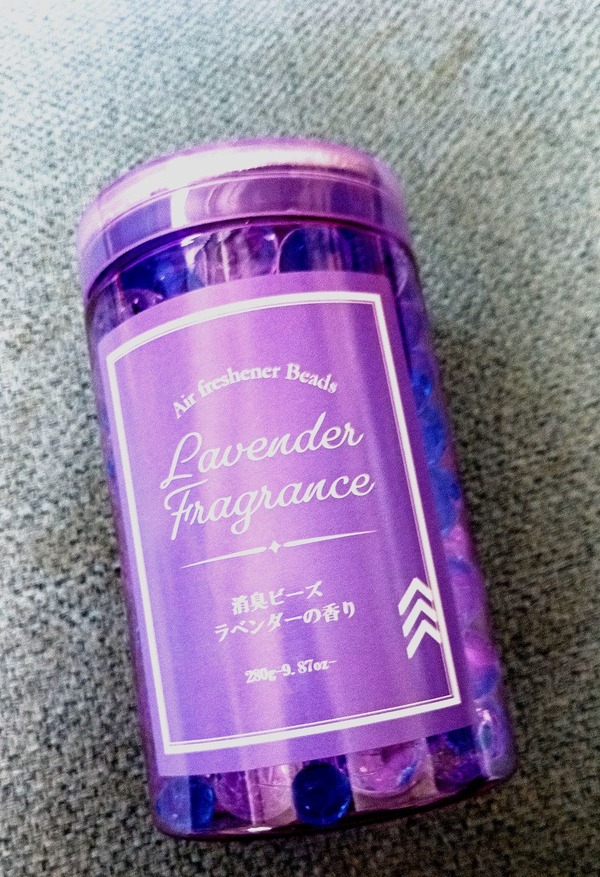 Air freshener Beads
Lavender
Fragrance
消臭ビーズ
ラベンダーの香り
280g-9.87oz-